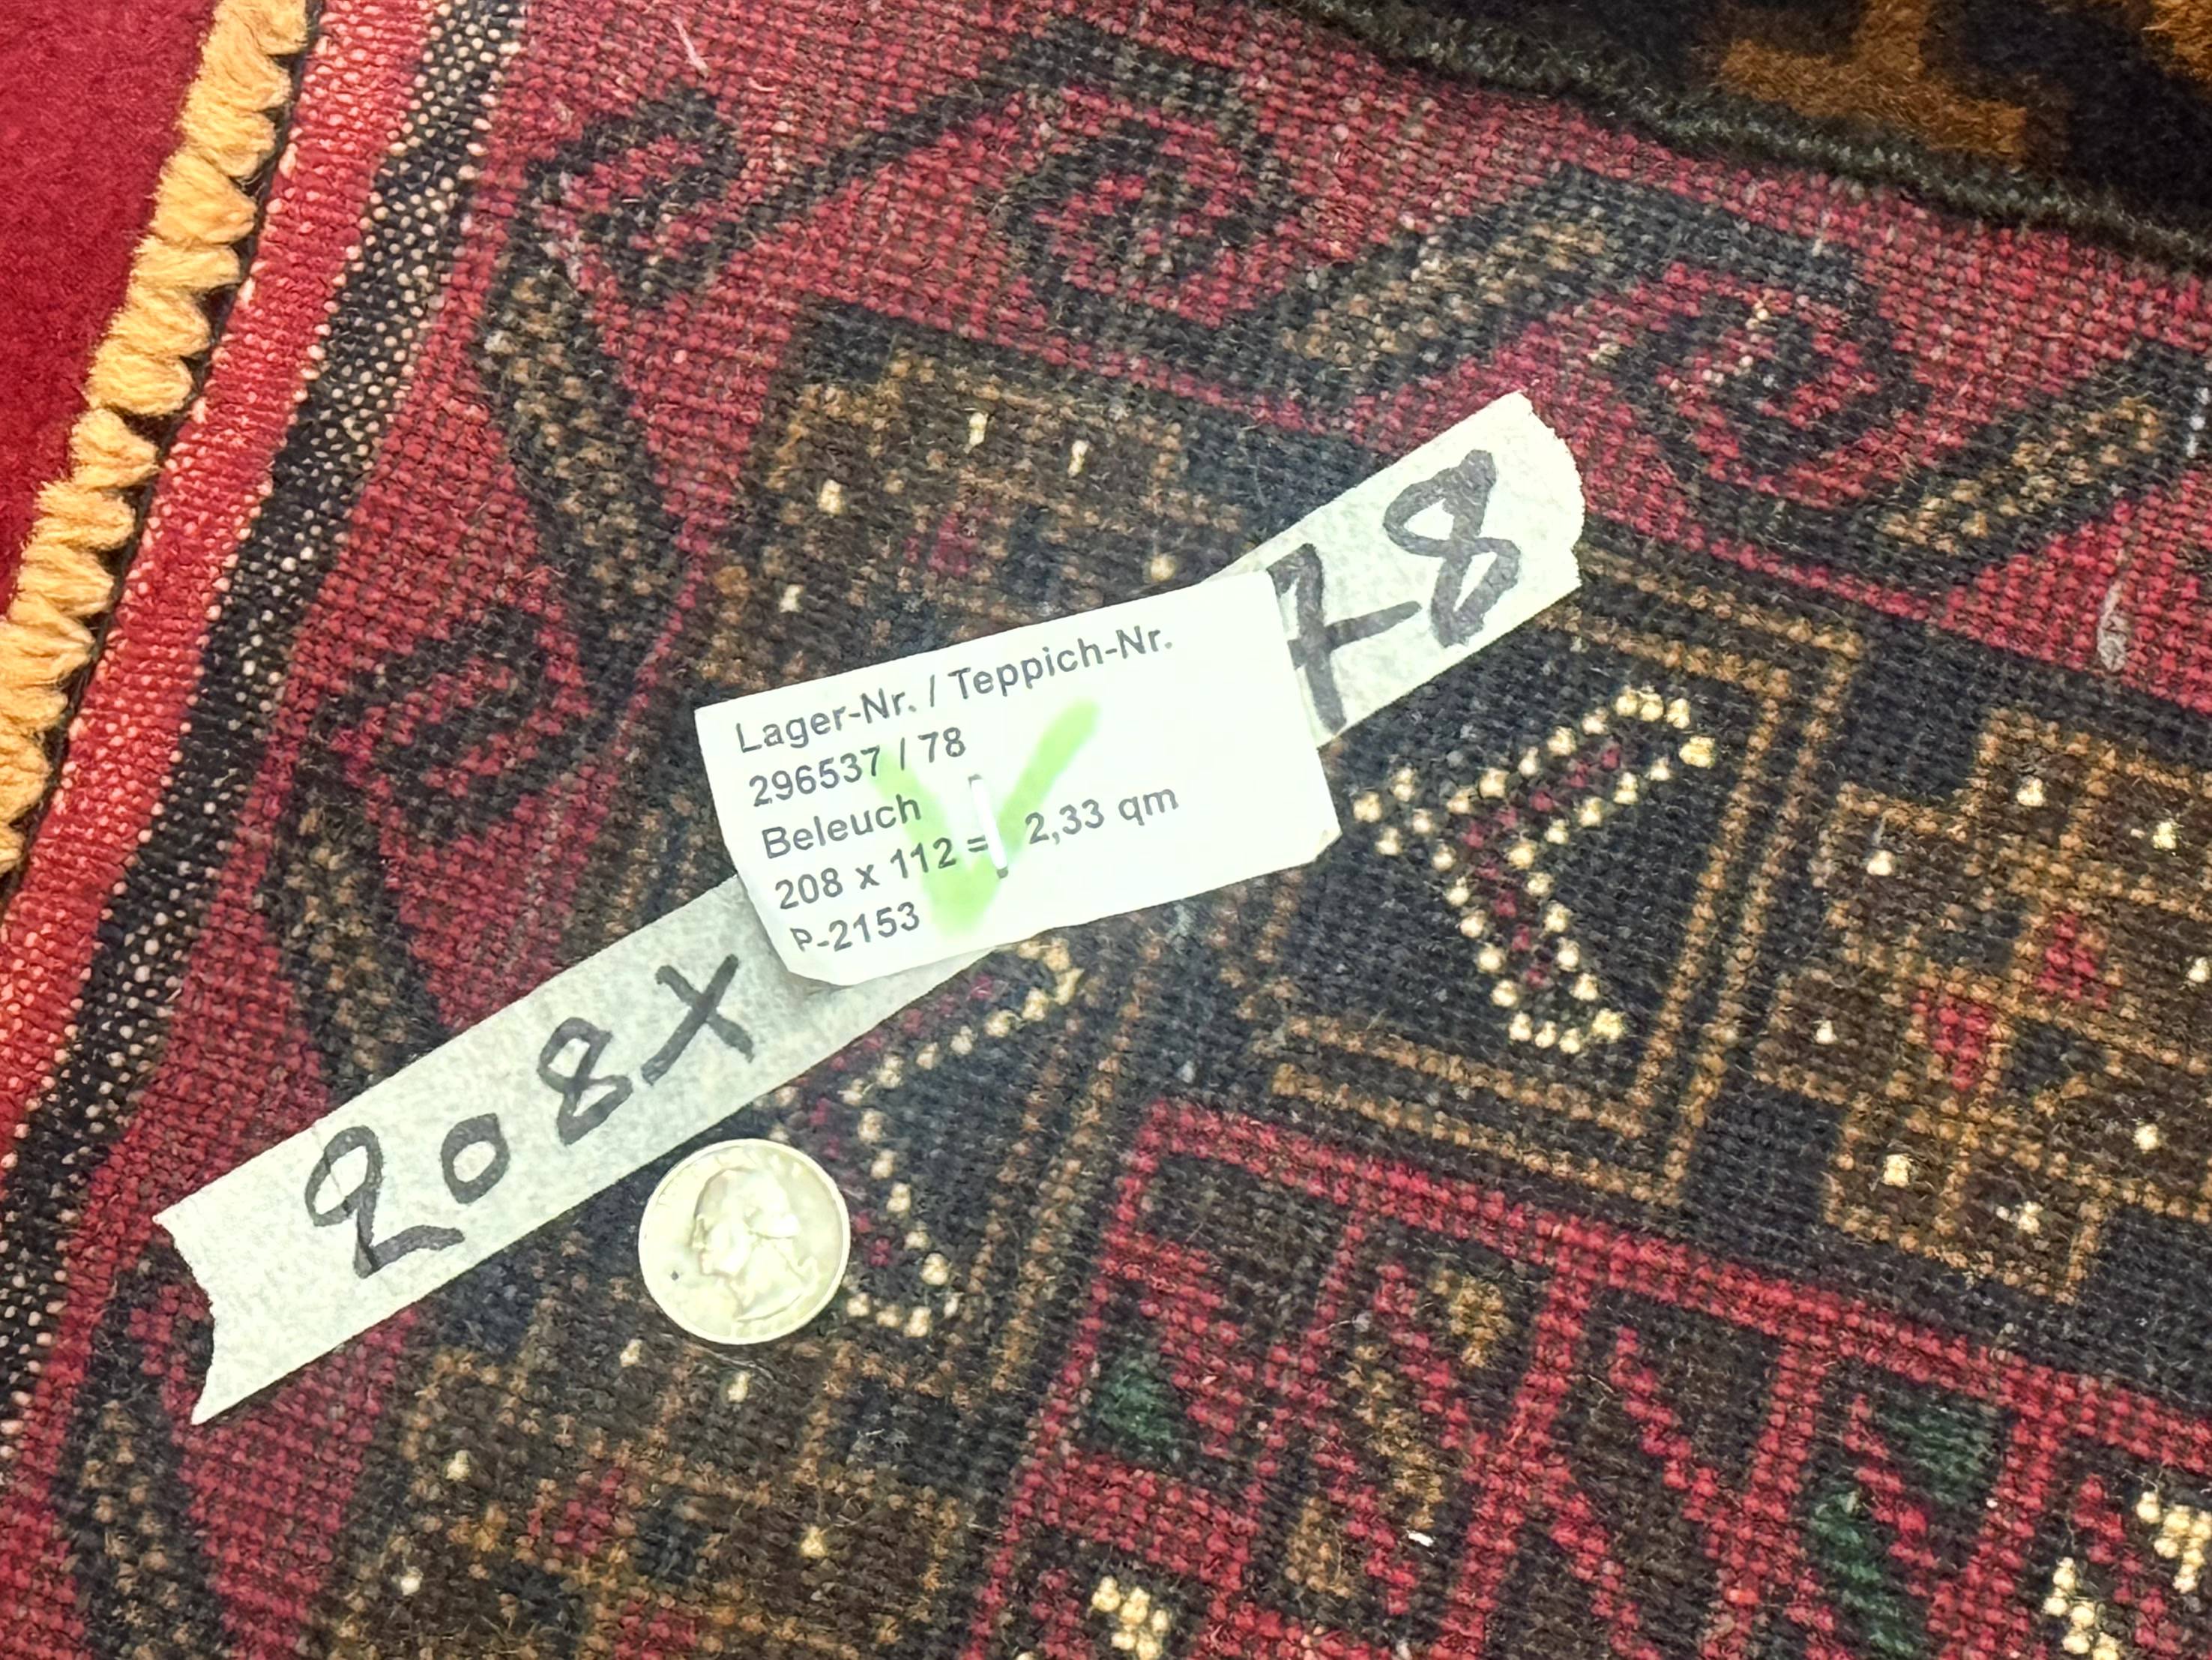 Lager-Nr. / Teppich-Nr.
296537 / 78
Beleuch
208 x 112 = 2,33 qm
P-2153
208x
78